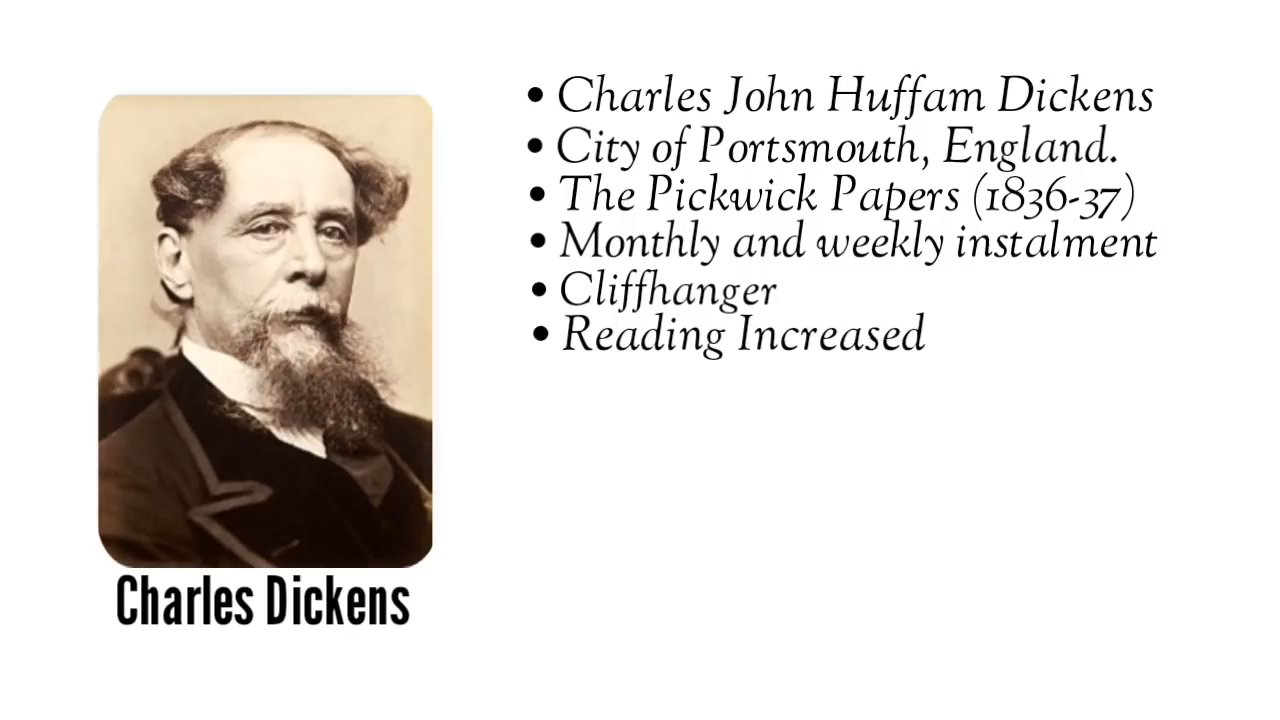 • Charles John Huffam Dickens
• City of Portsmouth, England.
• The Pickwick Papers (1836-37)
• Monthly and weekly instalment
• Cliffhanger
• Reading Increased
Charles Dickens